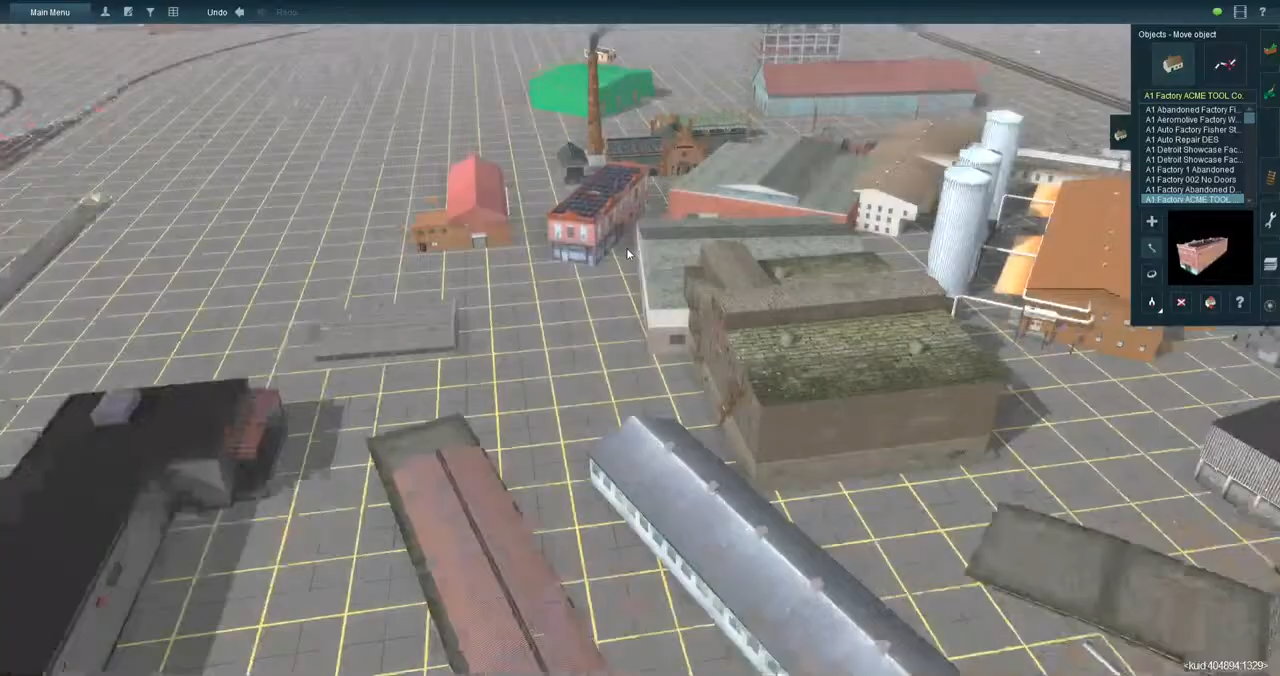 Main Menu
Undo
Redo
?
Objects - Move object
A1 Factory ACME TOOL Co.
A1 Abandoned Factory Fi...
A1 Aeromotive Factory W...
A1 Auto Factory Fisher St...
A1 Auto Repair DES
A1 Detroit Showcase Fac...
A1 Detroit Showcase Fac...
A1 Factory 1 Abandoned
A1 Factory 002 No Doors
A1 Factory Abandoned D...
A1 Factory ACME TOOL ...
?
<kuid:404894:1329>